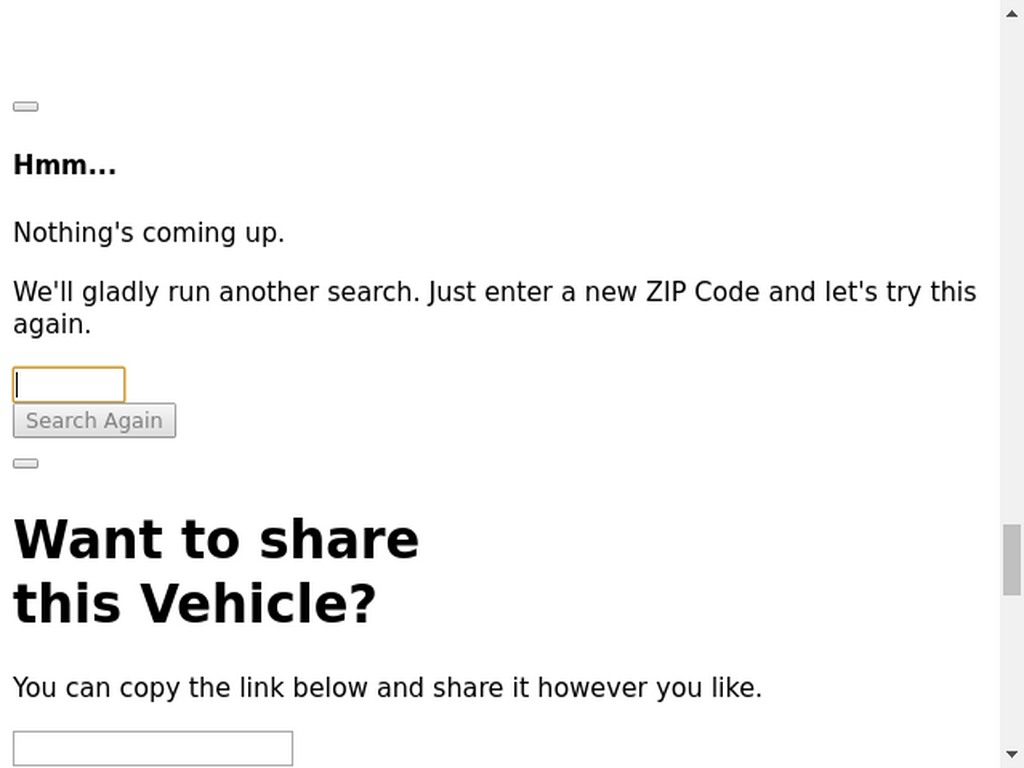 Hmm...
Nothing's coming up.
We'll gladly run another search. Just enter a new ZIP Code and let's try this
again.
Search Again
Want to share
this Vehicle?
You can copy the link below and share it however you like.